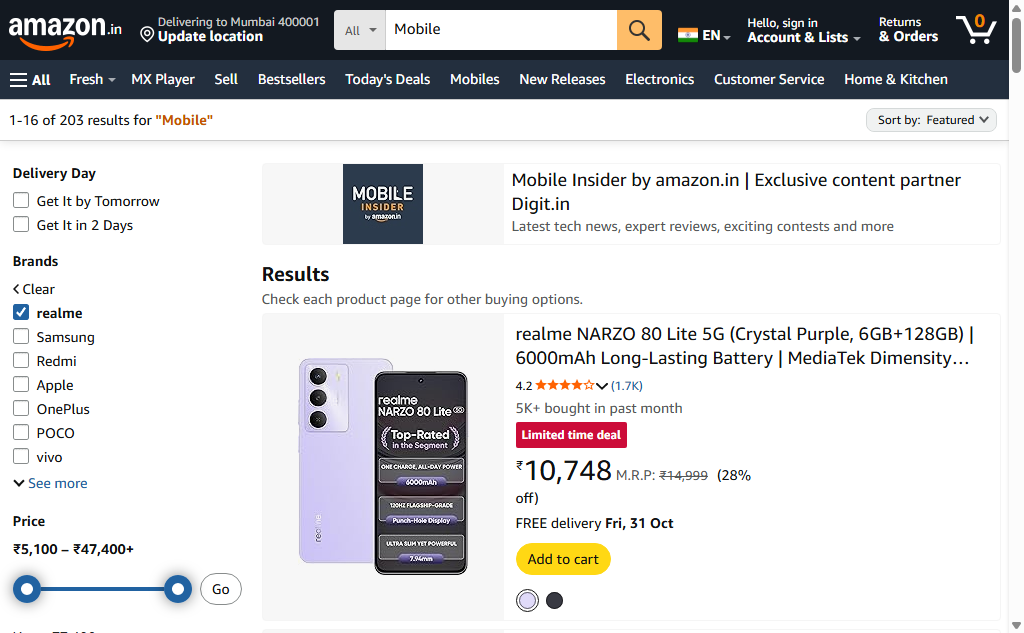 amazon.in
Delivering to Mumbai 400001
Update location
All
Mobile
EN
Hello, sign in
Account & Lists
Returns
& Orders
0
All
Fresh
MX Player
Sell
Bestsellers
Today's Deals
Mobiles
New Releases
Electronics
Customer Service
Home & Kitchen
1-16 of 203 results for "Mobile"
Sort by: Featured
Delivery Day
Get It by Tomorrow
Get It in 2 Days
Brands
Clear
realme
Samsung
Redmi
Apple
OnePlus
POCO
vivo
See more
Price
₹5,100 – ₹47,400+
Go
MOBILE
INSIDER
by amazon.in
Mobile Insider by amazon.in | Exclusive content partner
Digit.in
Latest tech news, expert reviews, exciting contests and more
Results
Check each product page for other buying options.
realme
realme
NARZO 80 Lite 5G
Top-Rated
in the Segment
ONE CHARGE, ALL-DAY POWER
6000mAh
120HZ FLAGSHIP-GRADE
Punch-Hole Display
ULTRA SLIM YET POWERFUL
7.94mm
realme NARZO 80 Lite 5G (Crystal Purple, 6GB+128GB) |
6000mAh Long-Lasting Battery | MediaTek Dimensity…
4.2 (1.7K)
5K+ bought in past month
Limited time deal
₹10,748 M.R.P: ₹14,999 (28%
off)
FREE delivery Fri, 31 Oct
Add to cart